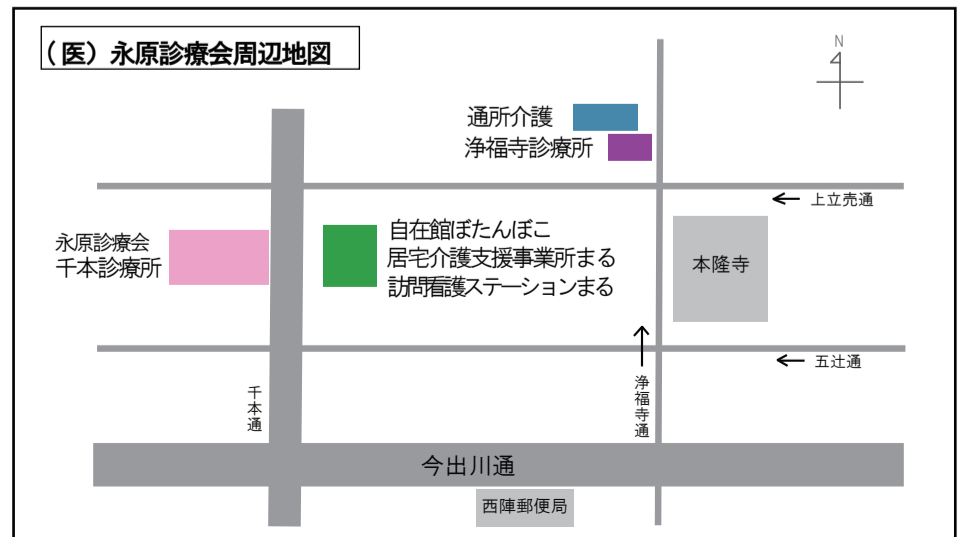 （医）永原診療会周辺地図
N
通所介護
浄福寺診療所
上立売通
永原診療会
千本診療所
自在館ぼたんぼこ
居宅介護支援事業所まる
訪問看護ステーションまる
本隆寺
五辻通
千本通
浄福寺通
今出川通
西陣郵便局